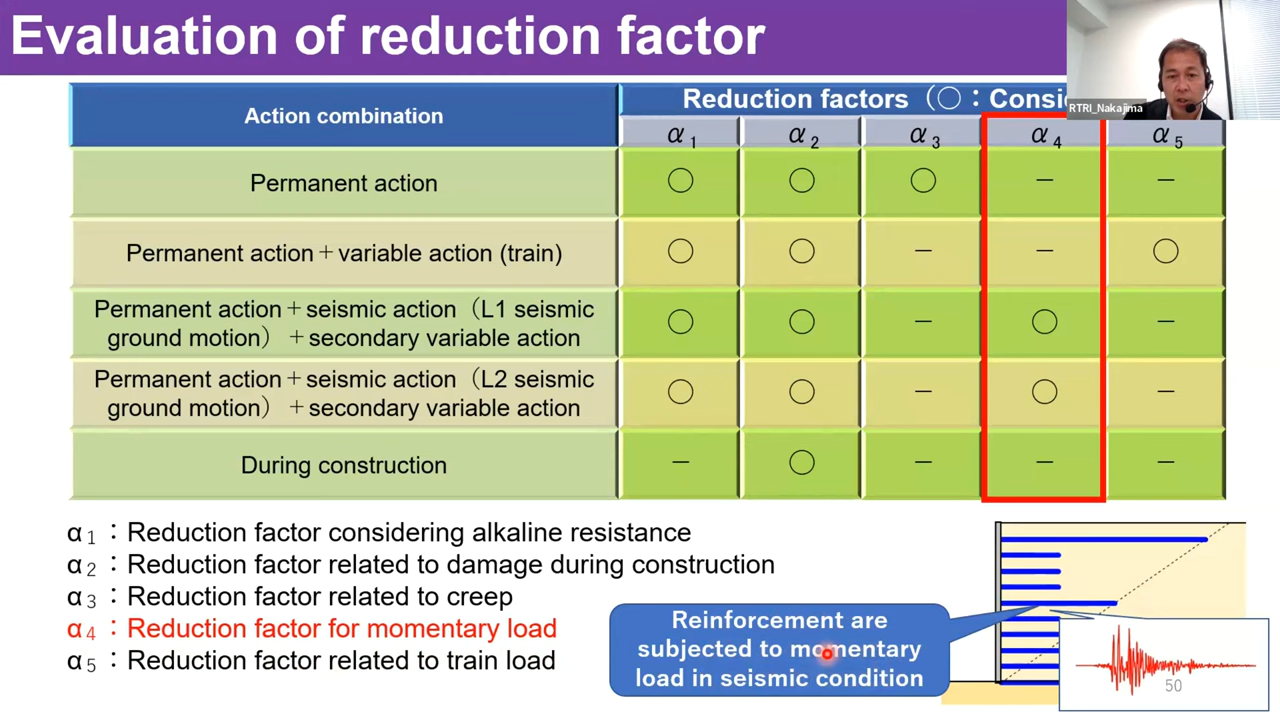 Evaluation of reduction factor
RTRI_Nakajima
Action combination
Reduction factors（○：Consi
α1 α2 α3 α4 α5
Permanent action ○ ○ ○ － －
Permanent action＋variable action (train) ○ ○ － － ○
Permanent action＋seismic action（L1 seismic
ground motion）＋secondary variable action ○ ○ － ○ －
Permanent action＋seismic action（L2 seismic
ground motion）＋secondary variable action ○ ○ － ○ －
During construction － ○ － － －
α1：Reduction factor considering alkaline resistance
α2：Reduction factor related to damage during construction
α3：Reduction factor related to creep
α4：Reduction factor for momentary load
α5：Reduction factor related to train load
Reinforcement are
subjected to momentary
load in seismic condition
50